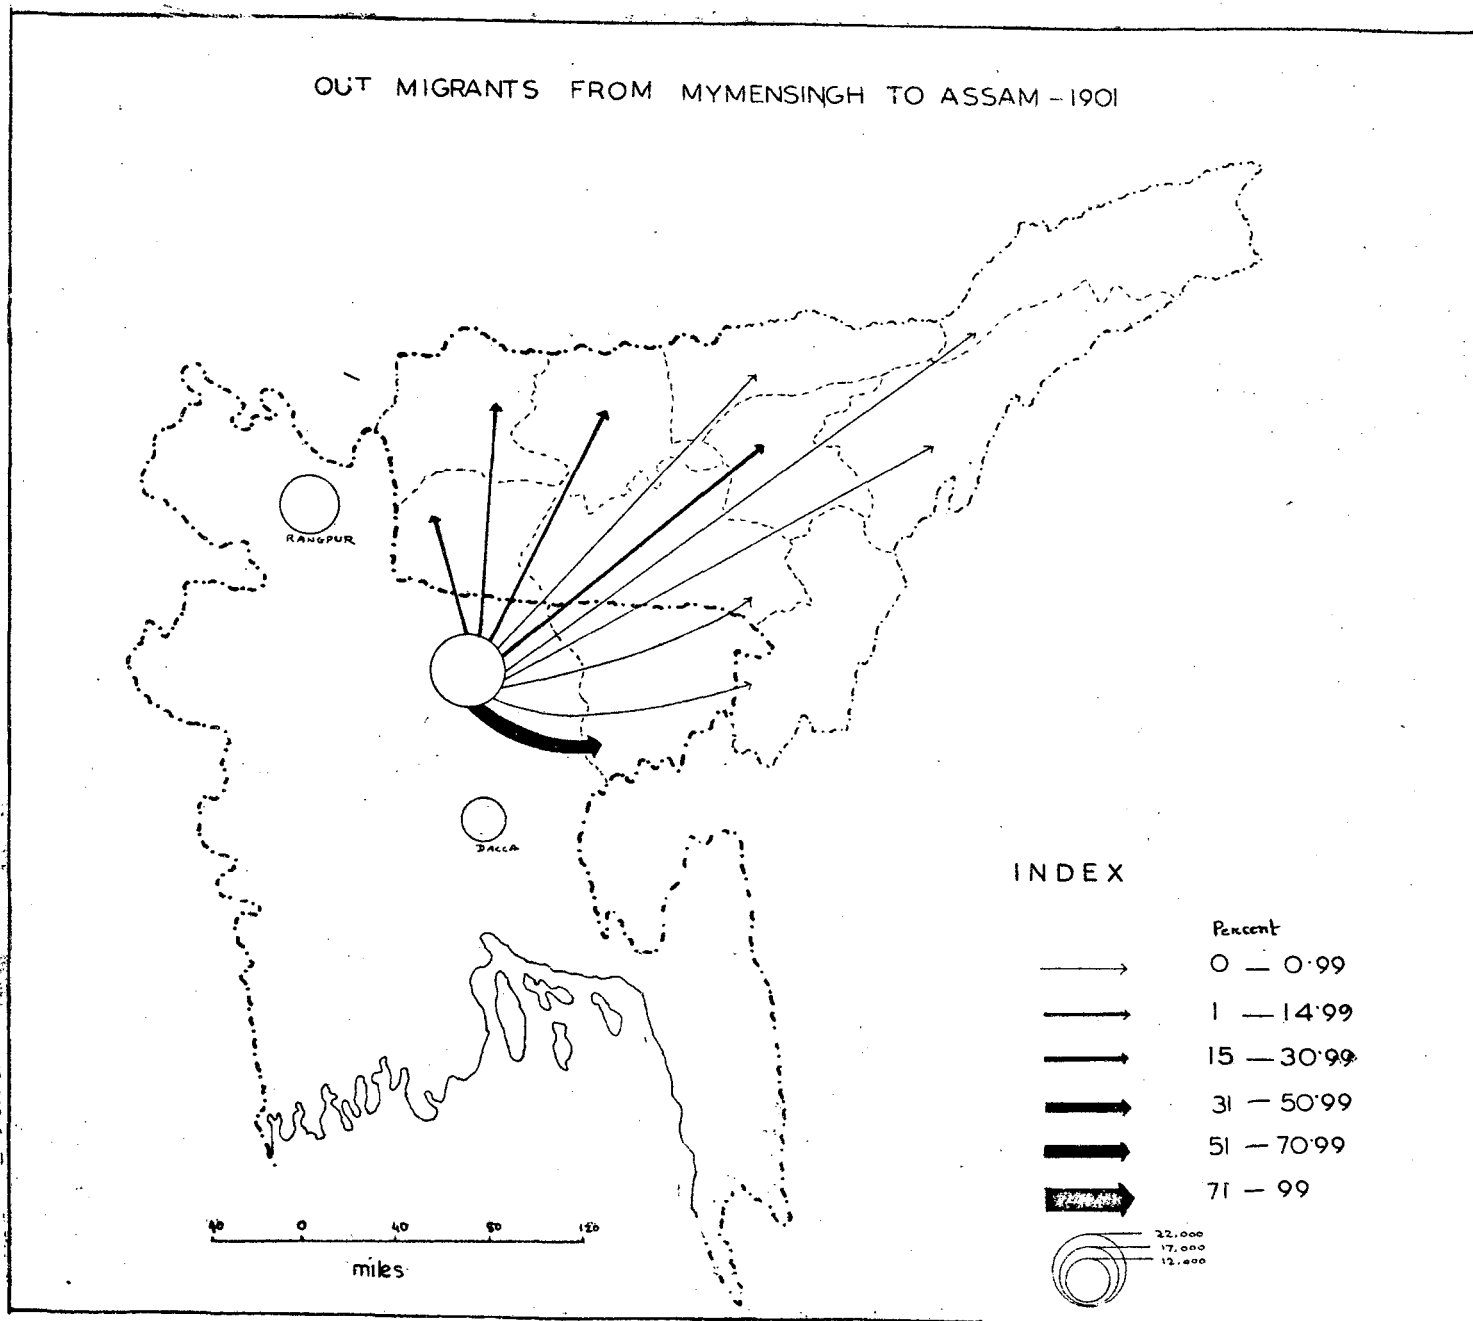 OUT MIGRANTS FROM MYMENSINGH TO ASSAM – 1901
RANGPUR
DACCA
INDEX
Percent
0 — 0·99
1 — 14·99
15 — 30·99
31 — 50·99
51 — 70·99
71 — 99
22,000
17,000
12,000
40 0 40 80 120
miles